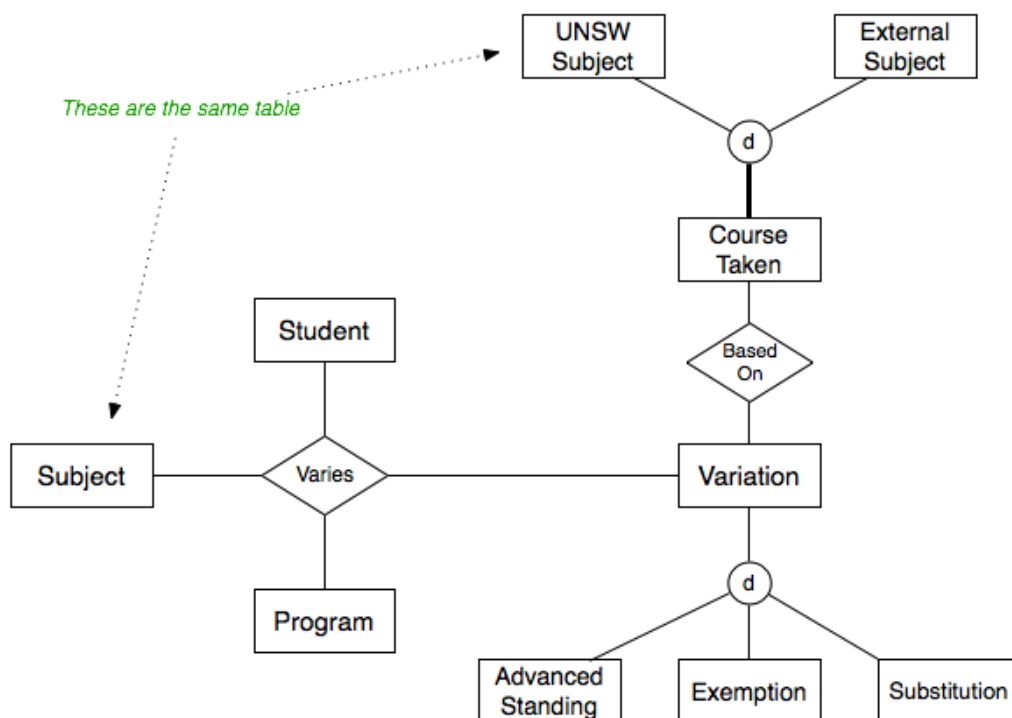 UNSW
Subject
External
Subject
These are the same table
d
Course
Taken
Student
Based
On
Subject
Varies
Variation
d
Program
Advanced
Standing
Exemption
Substitution